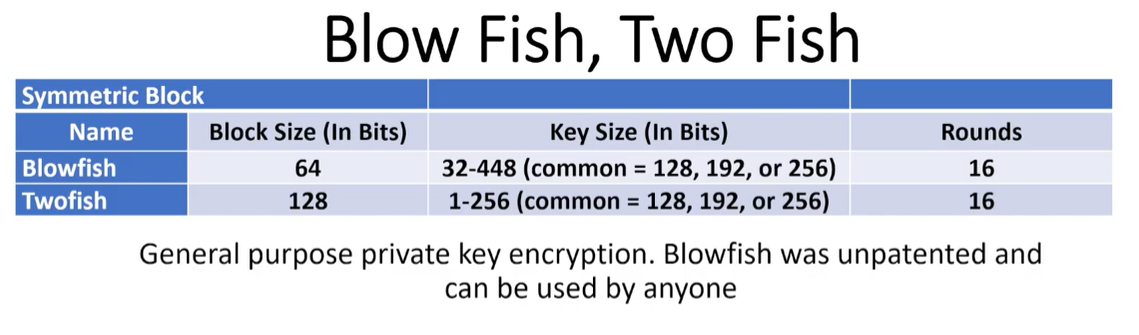 Blow Fish, Two Fish
Symmetric Block
Name Block Size (In Bits) Key Size (In Bits) Rounds
Blowfish 64 32-448 (common = 128, 192, or 256) 16
Twofish 128 1-256 (common = 128, 192, or 256) 16
General purpose private key encryption. Blowfish was unpatented and
can be used by anyone